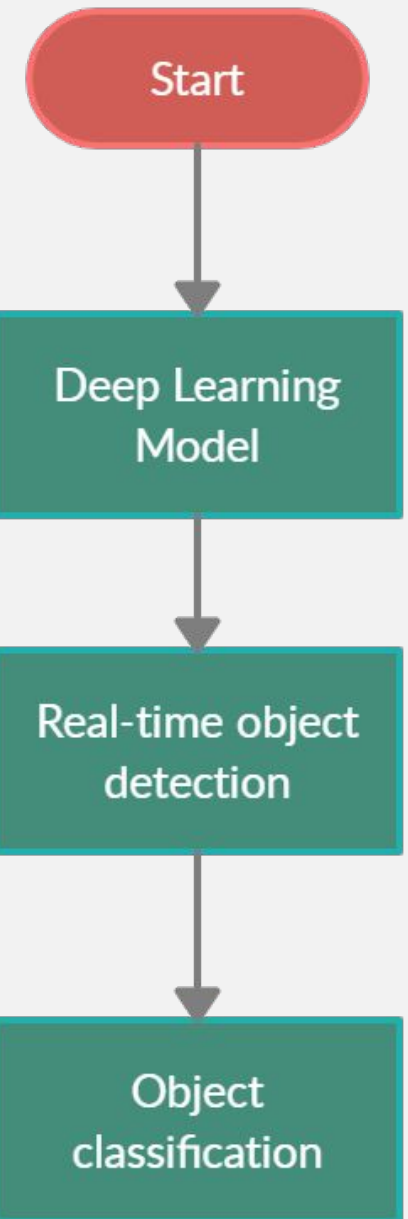 Start
Deep Learning
Model
Real-time object
detection
Object
classification